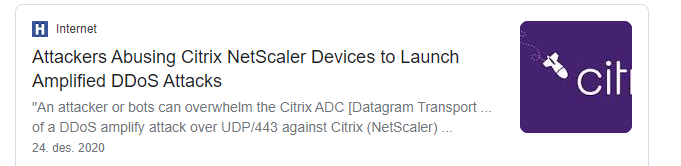 H Internet
Attackers Abusing Citrix NetScaler Devices to Launch
Amplified DDoS Attacks
"An attacker or bots can overwhelm the Citrix ADC [Datagram Transport ...
of a DDoS amplify attack over UDP/443 against Citrix (NetScaler) ...
24. des. 2020
citr